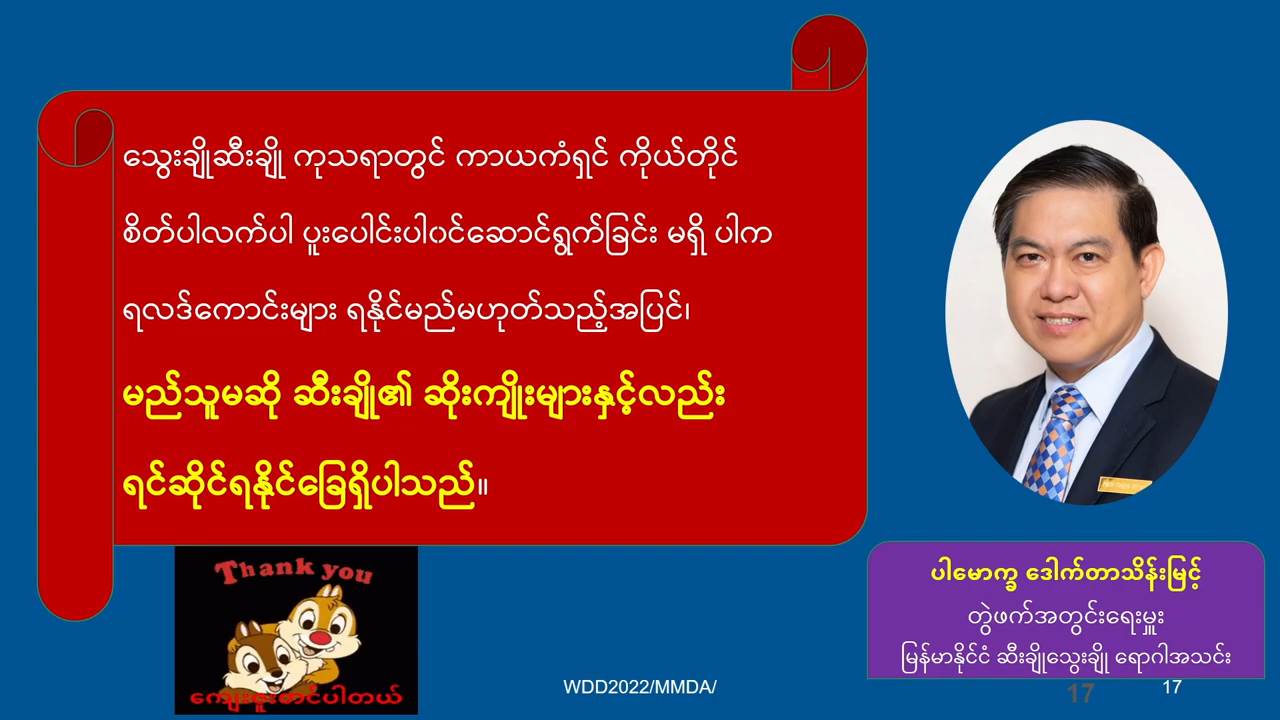 သွေးချိုဆီးချို ကုသရာတွင် ကာယကံရှင် ကိုယ်တိုင်
စိတ်ပါလက်ပါ ပူးပေါင်းပါဝင်ဆောင်ရွက်ခြင်း မရှိ ပါက
ရလဒ်ကောင်းများ ရနိုင်မည်မဟုတ်သည့်အပြင်၊
မည်သူမဆို ဆီးချို၏ ဆိုးကျိုးများနှင့်လည်း
ရင်ဆိုင်ရနိုင်ခြေရှိပါသည်။
Thank you
ကျေးဇူးတင်ပါတယ်
ပါမောက္ခ ဒေါက်တာသိန်းမြင့်
တွဲဖက်အတွင်းရေးမှူး
မြန်မာနိုင်ငံ ဆီးချိုသွေးချို ရောဂါအသင်း
WDD2022/MMDA/
17
17